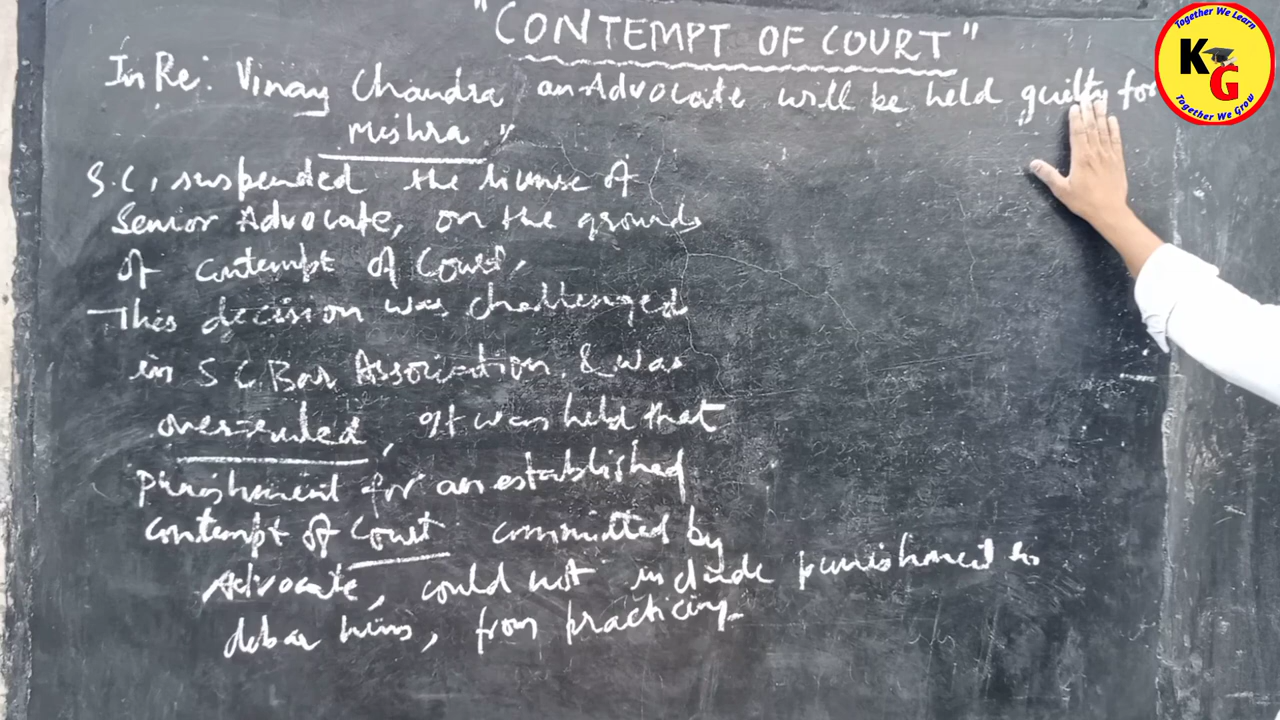 "CONTEMPT OF COURT"
In Re: Vinay Chandra an Advocate will be held guilty for
Mishra"
S.C, suspended the license of
Senior Advocate, on the grounds
of contempt of Court,
This decision was challenged
in S C Bar Association. & was
overruled, It was held that
punishment for an established
contempt of Court committed by
Advocate, could not include punishment to
debar him, from practicing
Together We Learn
KG
Together We Grow